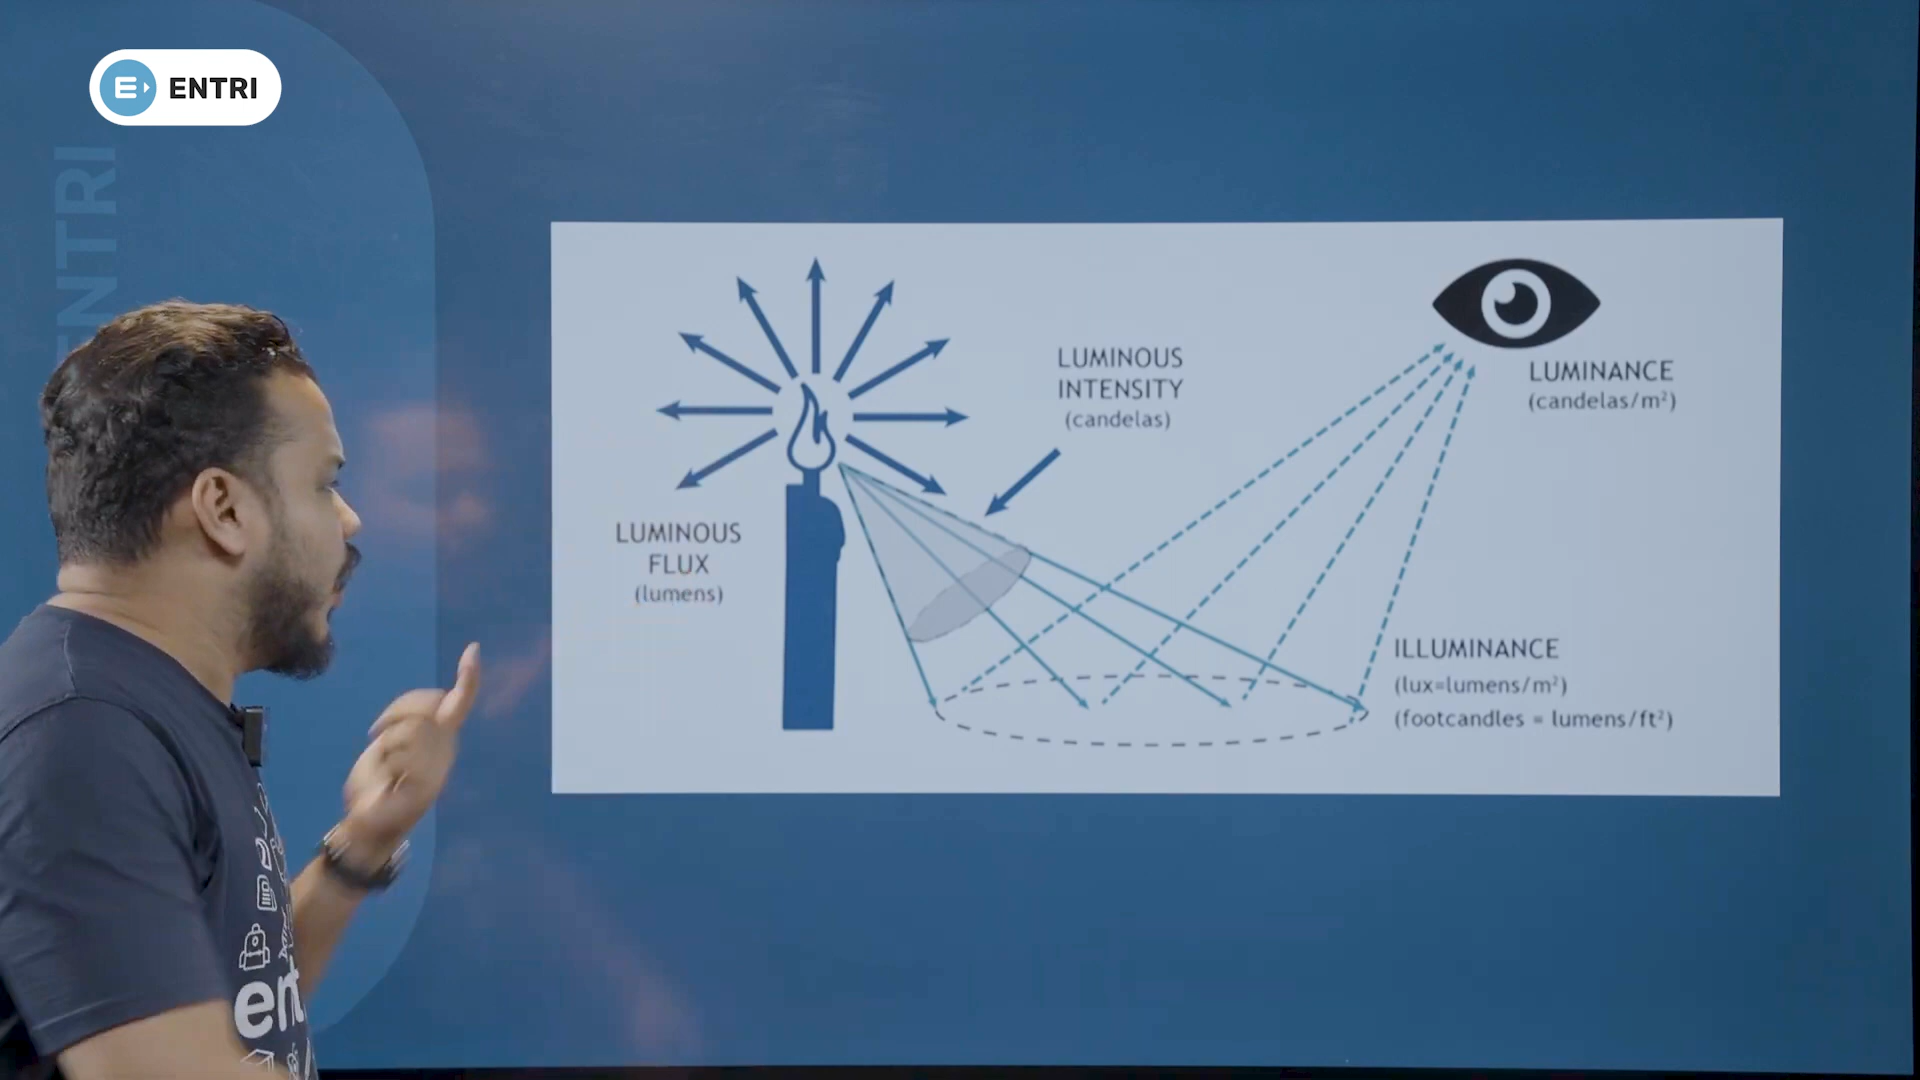 ENTRI
ENTRI
LUMINOUS
INTENSITY
(candelas)
LUMINANCE
(candelas/m²)
LUMINOUS
FLUX
(lumens)
ILLUMINANCE
(lux=lumens/m²)
(footcandles = lumens/ft²)
ent